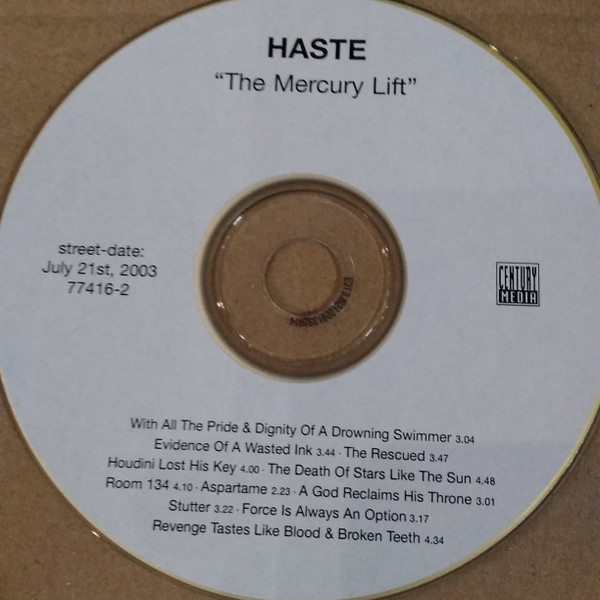 HASTE
“The Mercury Lift”
street-date:
July 21st, 2003
77416-2
CENTURY
MEDIA
With All The Pride & Dignity Of A Drowning Swimmer 3.04
Evidence Of A Wasted Ink 3.44 · The Rescued 3.47
Houdini Lost His Key 4.00 · The Death Of Stars Like The Sun 4.48
Room 134 4.10 · Aspartame 2.23 · A God Reclaims His Throne 3.01
Stutter 3.22 · Force Is Always An Option 3.17
Revenge Tastes Like Blood & Broken Teeth 4.34